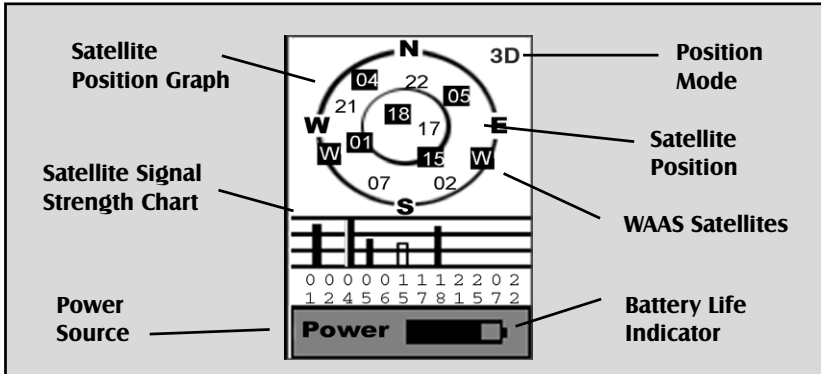 Satellite
Position Graph
Satellite Signal
Strength Chart
Power
Source
N
3D
04
22
05
21
18
17
W
E
01
15
W
W
07
02
S
0 0 0 0 0 1 1 1 2 2 0 2
1 2 4 5 6 5 7 8 1 5 7 2
Power
Position
Mode
Satellite
Position
WAAS Satellites
Battery Life
Indicator